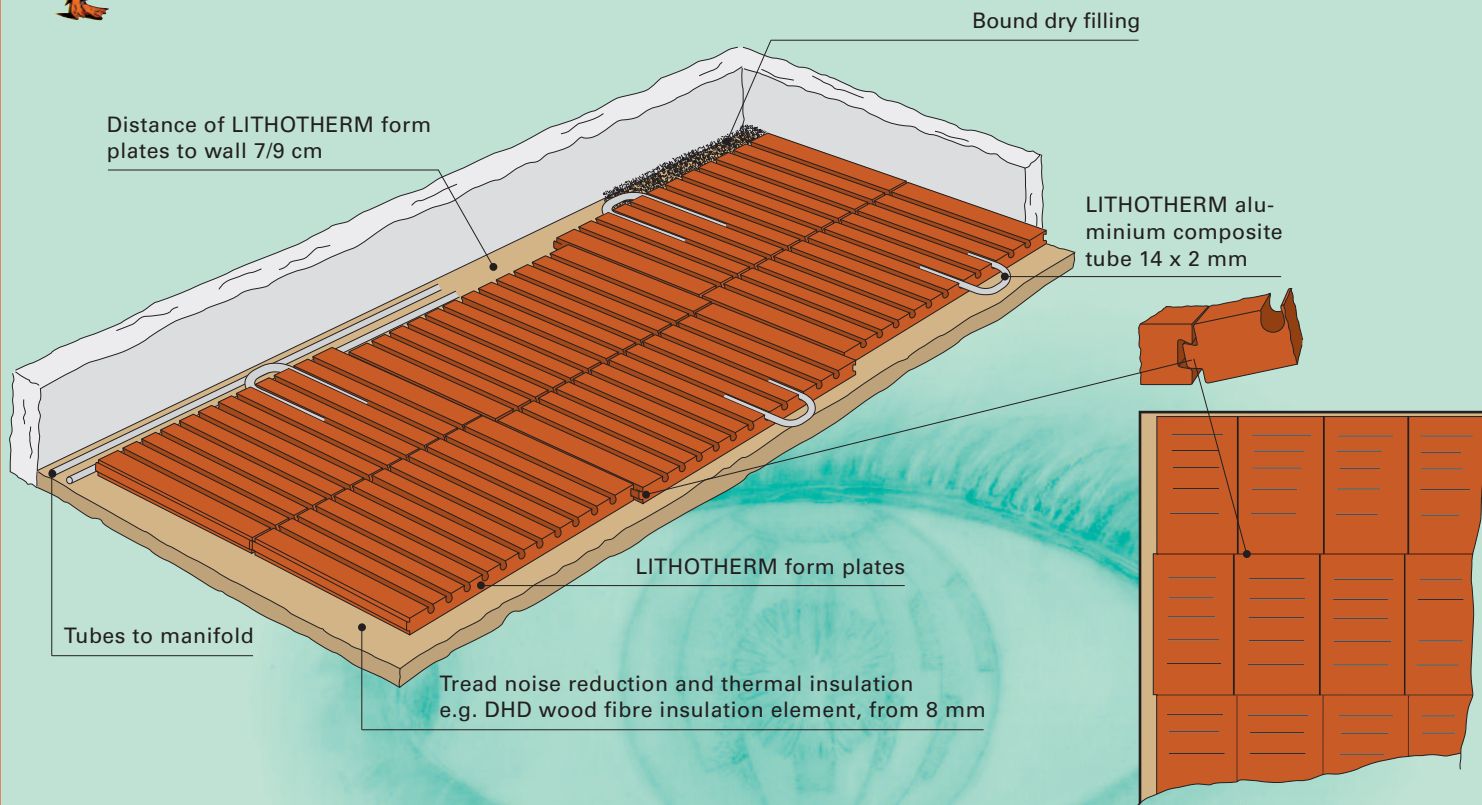 Bound dry filling
Distance of LITHOTHERM form
plates to wall 7/9 cm
LITHOTHERM alu-
minium composite
tube 14 x 2 mm
LITHOTHERM form plates
Tubes to manifold
Tread noise reduction and thermal insulation
e.g. DHD wood fibre insulation element, from 8 mm